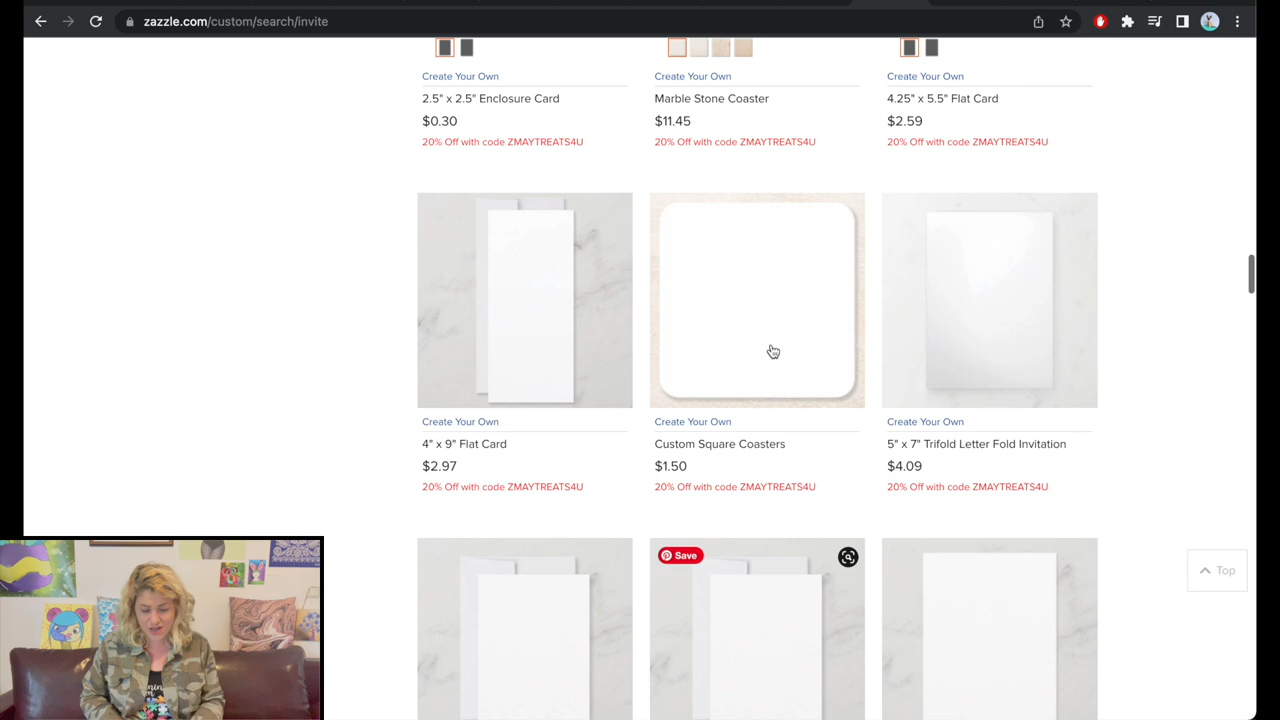 zazzle.com/custom/search/invite
Create Your Own
2.5" x 2.5" Enclosure Card
$0.30
20% Off with code ZMAYTREATS4U
Create Your Own
Marble Stone Coaster
$11.45
20% Off with code ZMAYTREATS4U
Create Your Own
4.25" x 5.5" Flat Card
$2.59
20% Off with code ZMAYTREATS4U
Create Your Own
4" x 9" Flat Card
$2.97
20% Off with code ZMAYTREATS4U
Create Your Own
Custom Square Coasters
$1.50
20% Off with code ZMAYTREATS4U
Create Your Own
5" x 7" Trifold Letter Fold Invitation
$4.09
20% Off with code ZMAYTREATS4U
Save
Top